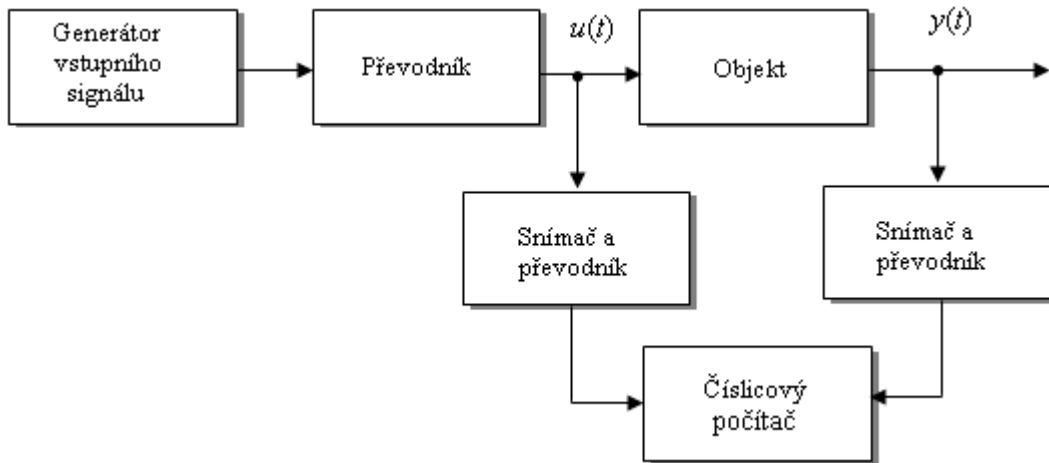 Generátor
vstupního
signálu
Převodník
u(t)
Objekt
y(t)
Snímač a
převodník
Snímač a
převodník
Číslicový
počítač